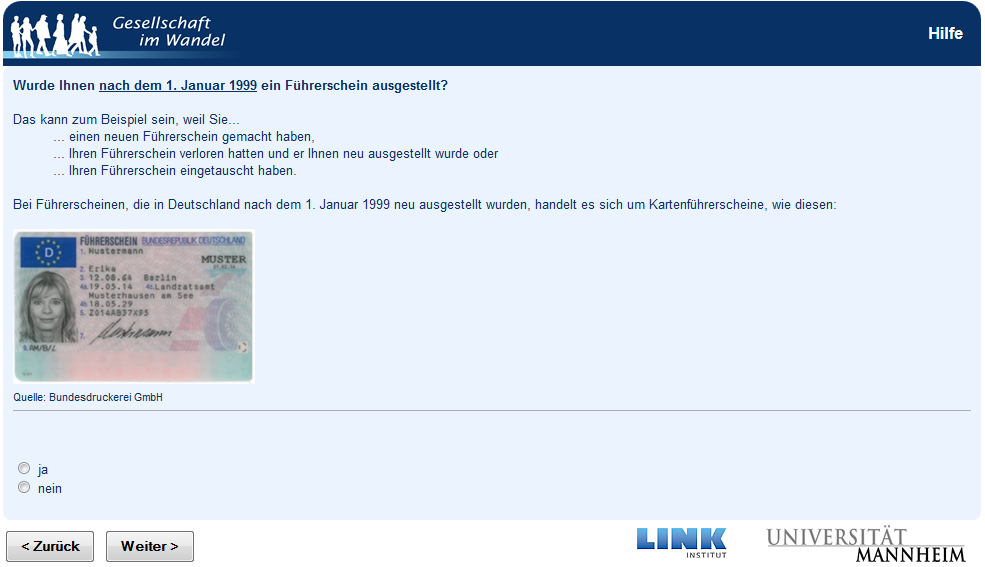 Gesellschaft
im Wandel
Hilfe
Wurde Ihnen nach dem 1. Januar 1999 ein Führerschein ausgestellt?
Das kann zum Beispiel sein, weil Sie...
... einen neuen Führerschein gemacht haben,
... Ihren Führerschein verloren hatten und er Ihnen neu ausgestellt wurde oder
... Ihren Führerschein eingetauscht haben.
Bei Führerscheinen, die in Deutschland nach dem 1. Januar 1999 neu ausgestellt wurden, handelt es sich um Kartenführerscheine, wie diesen:
D
FÜHRERSCHEIN BUNDESREPUBLIK DEUTSCHLAND
1. Mustermann
MUSTER
2. Erika
3. 12.08.64 Berlin
4a.19.05.14 4c.Landratsamt
Musterhausen am See
4b.18.05.29
5. Z014AB37X95
7.
9.AM/B/L
Quelle: Bundesdruckerei GmbH
ja
nein
< Zurück
Weiter >
LINK
INSTITUT
UNIVERSITÄT
MANNHEIM